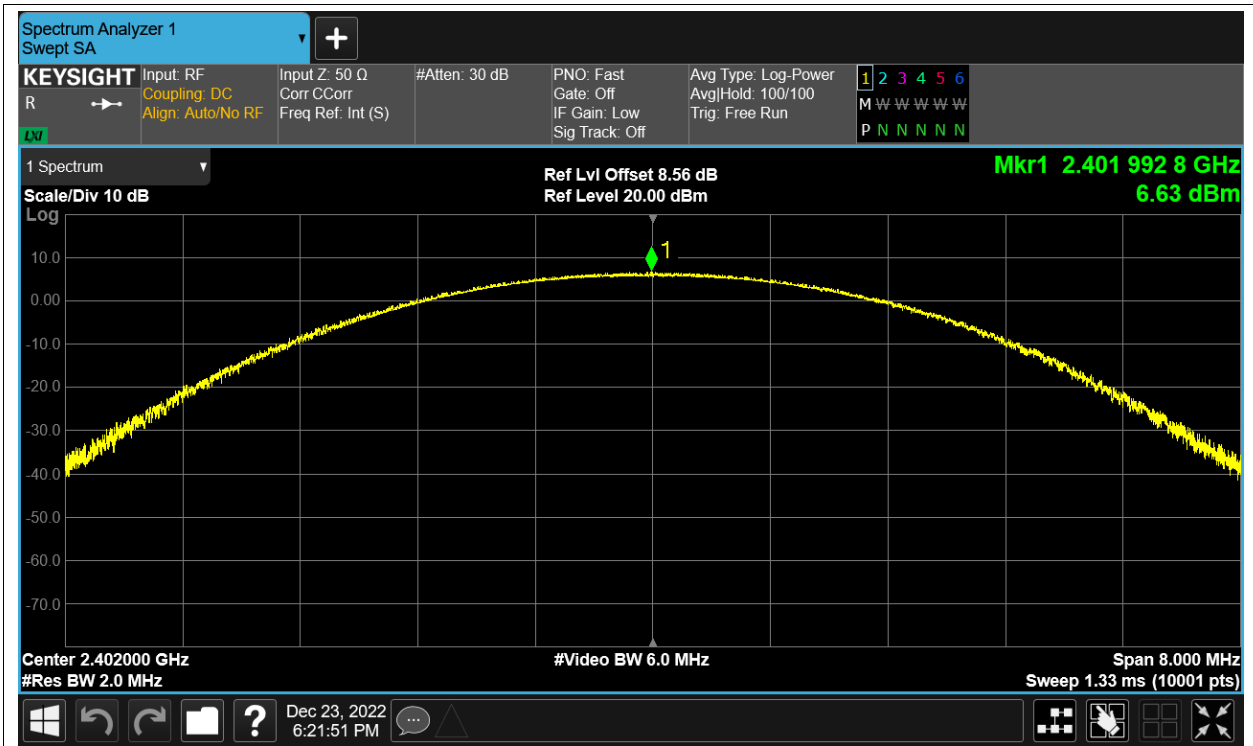 Spectrum Analyzer 1
Swept SA
+
KEYSIGHT
R
LXI
Input: RF
Coupling: DC
Align: Auto/No RF
Input Z: 50 Ω
Corr CCorr
Freq Ref: Int (S)
#Atten: 30 dB
PNO: Fast
Gate: Off
IF Gain: Low
Sig Track: Off
Avg Type: Log-Power
Avg|Hold: 100/100
Trig: Free Run
1 2 3 4 5 6
M W W W W W
P N N N N N
1 Spectrum
Scale/Div 10 dB
Log
Ref Lvl Offset 8.56 dB
Ref Level 20.00 dBm
Mkr1 2.401 992 8 GHz
6.63 dBm
1
10.0
0.00
-10.0
-20.0
-30.0
-40.0
-50.0
-60.0
-70.0
Center 2.402000 GHz
#Res BW 2.0 MHz
#Video BW 6.0 MHz
Span 8.000 MHz
Sweep 1.33 ms (10001 pts)
?
Dec 23, 2022
6:21:51 PM